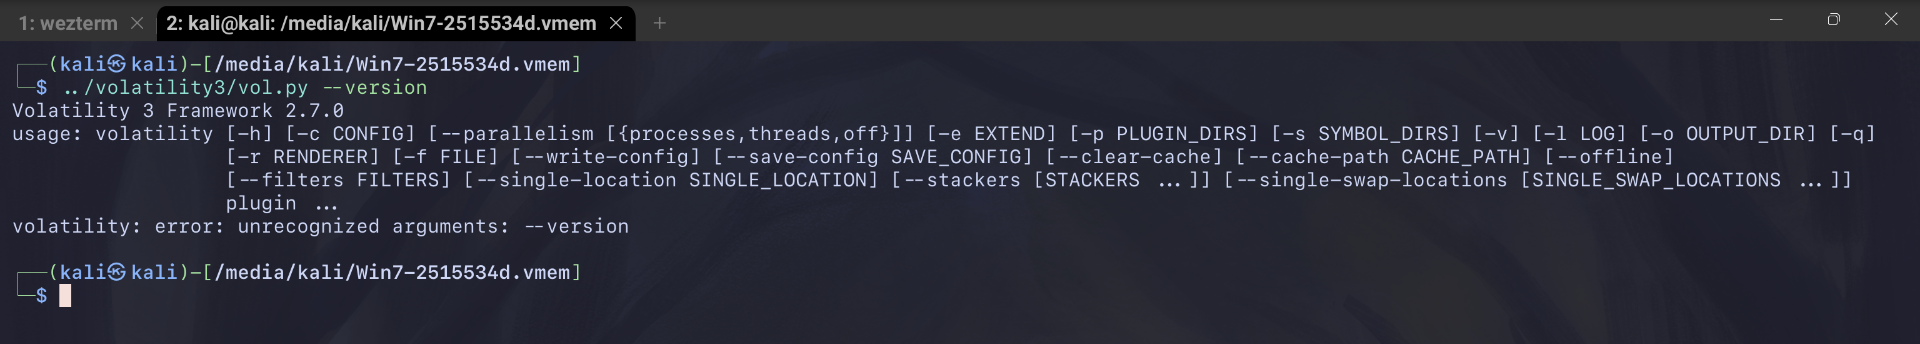 1: wezterm × 2: kali@kali: /media/kali/Win7-2515534d.vmem × +
┌──(kali㉿kali)-[/media/kali/Win7-2515534d.vmem]
└─$ ../volatility3/vol.py --version
Volatility 3 Framework 2.7.0
usage: volatility [-h] [-c CONFIG] [--parallelism [{processes,threads,off}]] [-e EXTEND] [-p PLUGIN_DIRS] [-s SYMBOL_DIRS] [-v] [-l LOG] [-o OUTPUT_DIR] [-q]
[-r RENDERER] [-f FILE] [--write-config] [--save-config SAVE_CONFIG] [--clear-cache] [--cache-path CACHE_PATH] [--offline]
[--filters FILTERS] [--single-location SINGLE_LOCATION] [--stackers [STACKERS ...]] [--single-swap-locations [SINGLE_SWAP_LOCATIONS ...]]
plugin ...
volatility: error: unrecognized arguments: --version
┌──(kali㉿kali)-[/media/kali/Win7-2515534d.vmem]
└─$